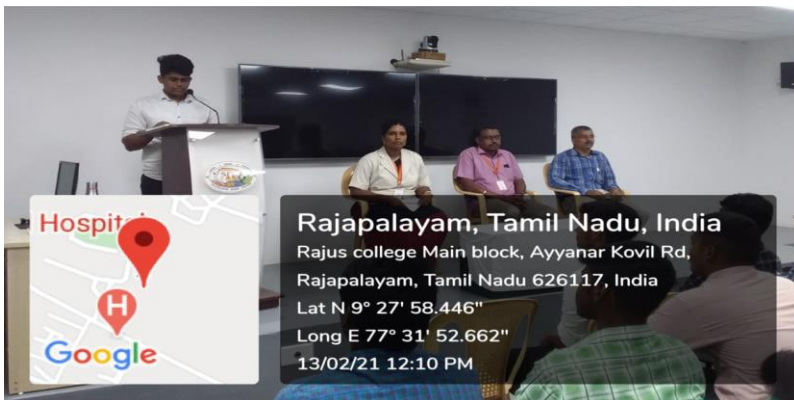 Hospital
H
Google
Rajapalayam, Tamil Nadu, India
Rajus college Main block, Ayyanar Kovil Rd,
Rajapalayam, Tamil Nadu 626117, India
Lat N 9° 27' 58.446"
Long E 77° 31' 52.662"
13/02/21 12:10 PM